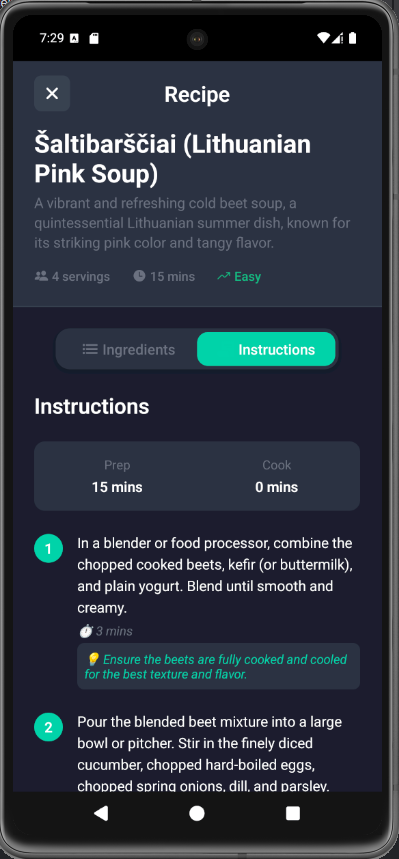 7:29
Recipe
Šaltibarščiai (Lithuanian
Pink Soup)
A vibrant and refreshing cold beet soup, a
quintessential Lithuanian summer dish, known for
its striking pink color and tangy flavor.
4 servings 15 mins Easy
Ingredients Instructions
Instructions
Prep Cook
15 mins 0 mins
1 In a blender or food processor, combine the
chopped cooked beets, kefir (or buttermilk),
and plain yogurt. Blend until smooth and
creamy.
3 mins
Ensure the beets are fully cooked and cooled
for the best texture and flavor.
2 Pour the blended beet mixture into a large
bowl or pitcher. Stir in the finely diced
cucumber, chopped hard-boiled eggs,
chopped spring onions, dill, and parsley.